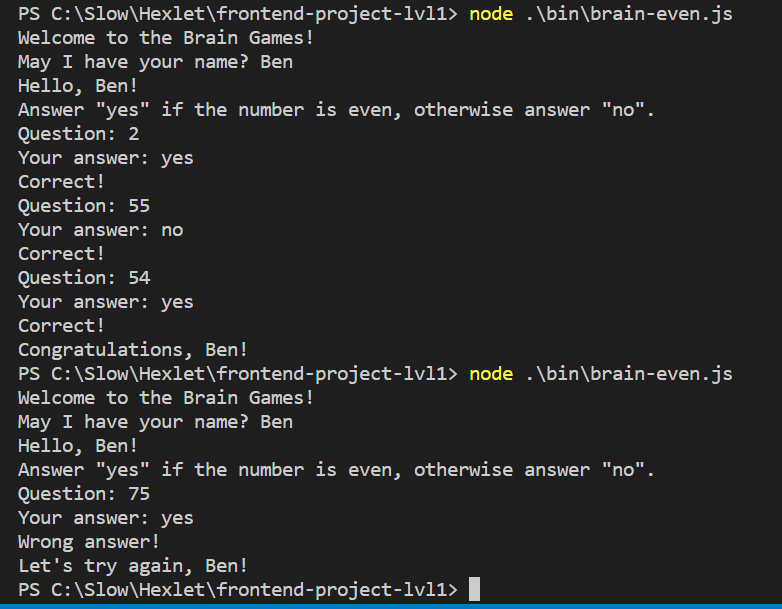 PS C:\Slow\Hexlet\frontend-project-lvl1> node .\bin\brain-even.js
Welcome to the Brain Games!
May I have your name? Ben
Hello, Ben!
Answer "yes" if the number is even, otherwise answer "no".
Question: 2
Your answer: yes
Correct!
Question: 55
Your answer: no
Correct!
Question: 54
Your answer: yes
Correct!
Congratulations, Ben!
PS C:\Slow\Hexlet\frontend-project-lvl1> node .\bin\brain-even.js
Welcome to the Brain Games!
May I have your name? Ben
Hello, Ben!
Answer "yes" if the number is even, otherwise answer "no".
Question: 75
Your answer: yes
Wrong answer!
Let's try again, Ben!
PS C:\Slow\Hexlet\frontend-project-lvl1>